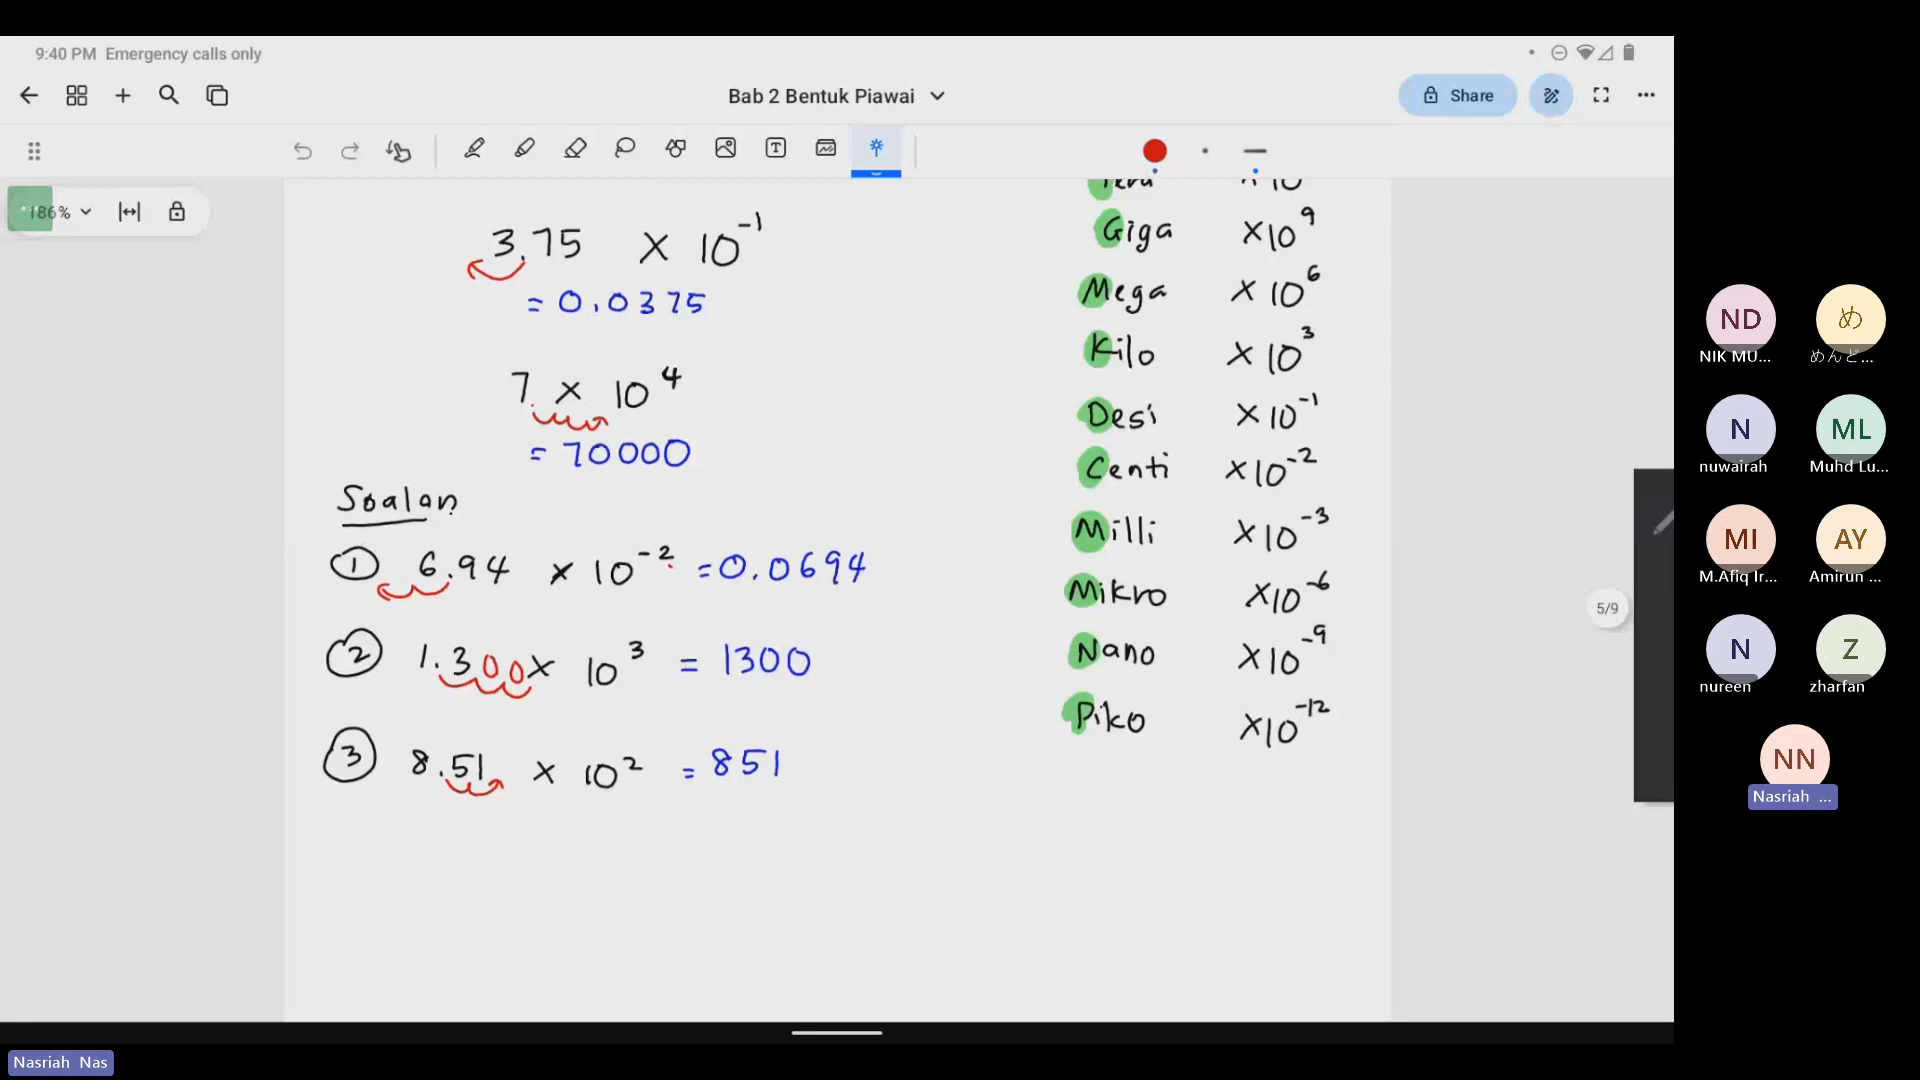 9:40 PM Emergency calls only
Bab 2 Bentuk Piawai
Share
186%
3.75 × 10⁻¹
= 0.0375
7 × 10⁴
= 70000
Soalan
① 6.94 × 10⁻² = 0.0694
② 1.300 × 10³ = 1300
③ 8.51 × 10² = 851
Giga ×10⁹
Mega ×10⁶
Kilo ×10³
Desi ×10⁻¹
Centi ×10⁻²
Milli ×10⁻³
Mikro ×10⁻⁶
Nano ×10⁻⁹
Piko ×10⁻¹²
5/9
ND
NIK MU...
め
めんど...
N
nuwairah
ML
Muhd Lu...
MI
M.Afiq Ir...
AY
Amirun ...
N
nureen
Z
zharfan
NN
Nasriah ...
Nasriah Nas